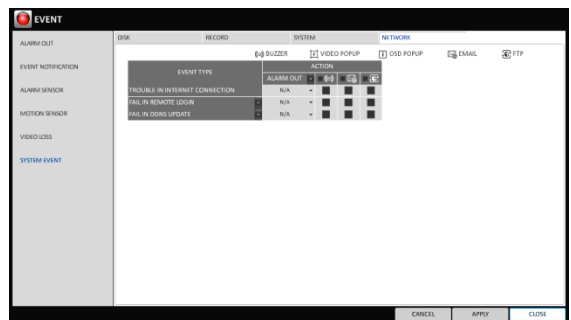 EVENT
ALARM OUT
EVENT NOTIFICATION
ALARM SENSOR
MOTION SENSOR
VIDEO LOSS
SYSTEM EVENT
DISK RECORD SYSTEM NETWORK
BUZZER VIDEO POPUP OSD POPUP EMAIL FTP
EVENT TYPE ACTION
ALARM OUT
TROUBLE IN INTERNET CONNECTION N/A
FAIL IN REMOTE LOGIN N/A
FAIL IN DDNS UPDATE N/A
CANCEL APPLY CLOSE